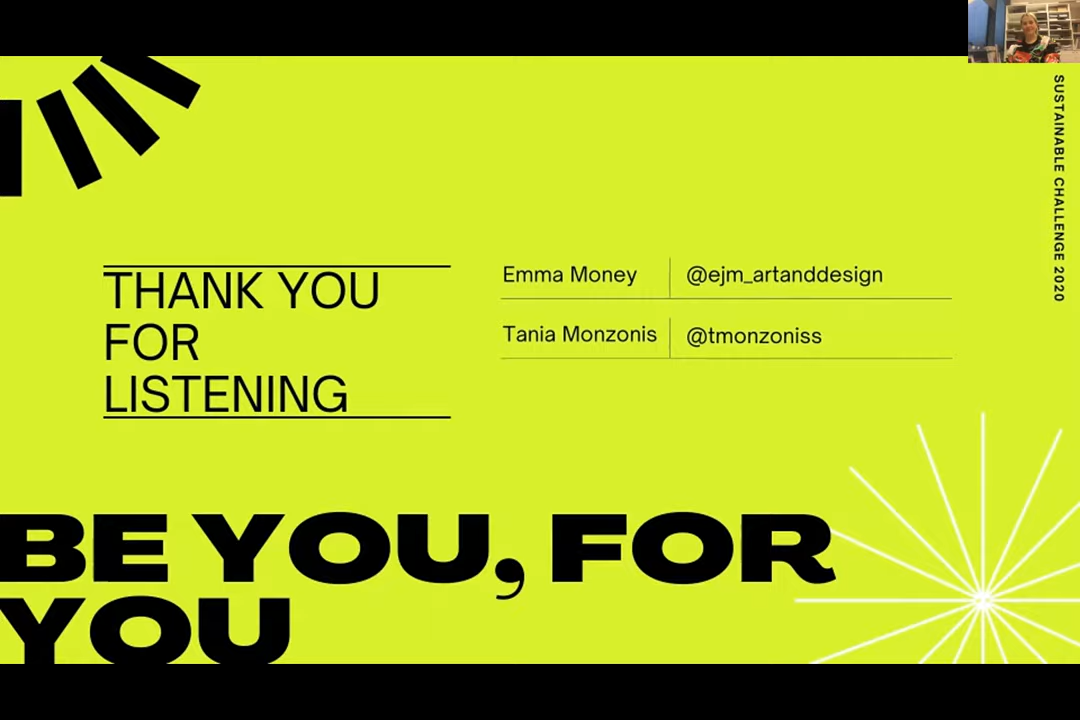 SUSTAINABLE CHALLENGE 2020
THANK YOU
FOR
LISTENING
Emma Money
@ejm_artanddesign
Tania Monzonis
@tmonzoniss
BE YOU, FOR
YOU